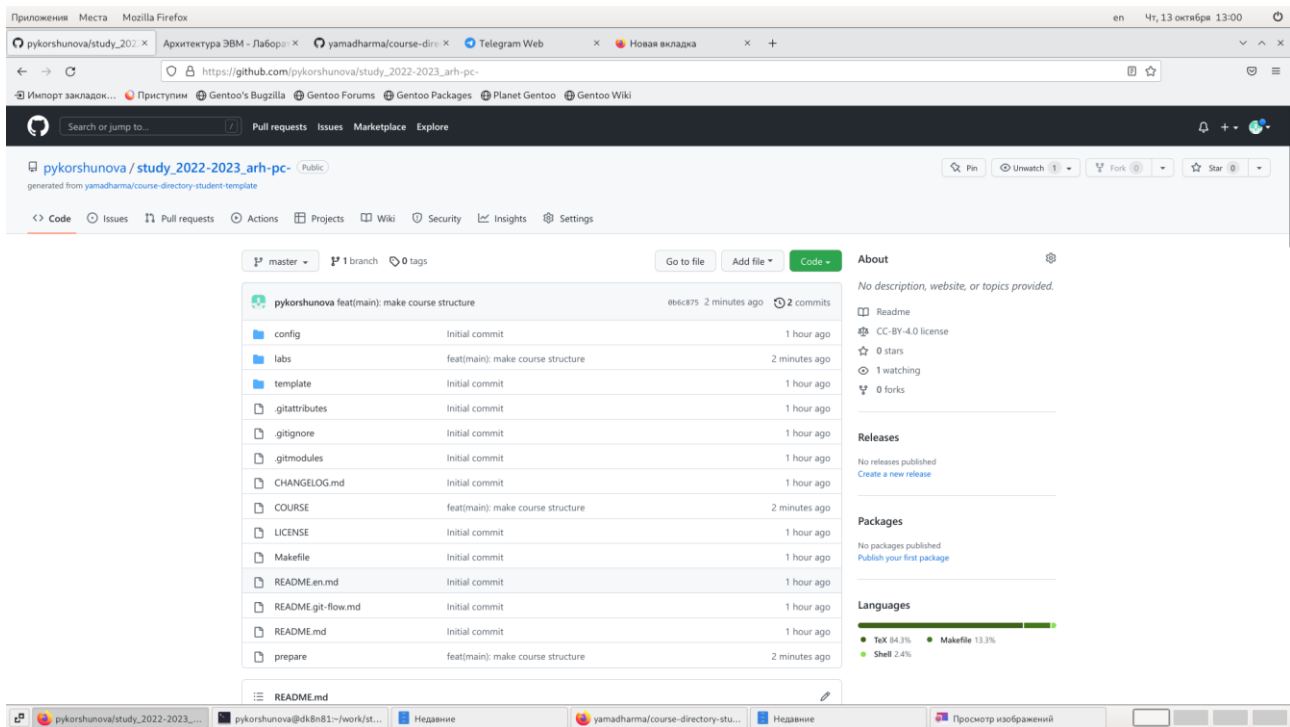 Приложения Места Mozilla Firefox en Чт, 13 октября 13:00
pykorshunova/study_202 Архитектура ЭВМ - Лаборат yamadharma/course-dire Telegram Web Новая вкладка
https://github.com/pykorshunova/study_2022-2023_arh-pc-
Импорт закладок... Приступим Gentoo's Bugzilla Gentoo Forums Gentoo Packages Planet Gentoo Gentoo Wiki
Search or jump to... / Pull requests Issues Marketplace Explore
pykorshunova / study_2022-2023_arh-pc- Public Pin Unwatch 1 Fork 0 Star 0
generated from yamadharma/course-directory-student-template
Code Issues Pull requests Actions Projects Wiki Security Insights Settings
master 1 branch 0 tags Go to file Add file Code
pykorshunova feat(main): make course structure 0b6c875 2 minutes ago 2 commits
config Initial commit 1 hour ago
labs feat(main): make course structure 2 minutes ago
template Initial commit 1 hour ago
.gitattributes Initial commit 1 hour ago
.gitignore Initial commit 1 hour ago
.gitmodules Initial commit 1 hour ago
CHANGELOG.md Initial commit 1 hour ago
COURSE feat(main): make course structure 2 minutes ago
LICENSE Initial commit 1 hour ago
Makefile Initial commit 1 hour ago
README.en.md Initial commit 1 hour ago
README.git-flow.md Initial commit 1 hour ago
README.md Initial commit 1 hour ago
prepare feat(main): make course structure 2 minutes ago
README.md
About
No description, website, or topics provided.
Readme
CC-BY-4.0 license
0 stars
1 watching
0 forks
Releases
No releases published
Create a new release
Packages
No packages published
Publish your first package
Languages
TeX 84.3% Makefile 13.3%
Shell 2.4%
pykorshunova/study_2022-2023_... pykorshunova@dk8n81:~/work/st... Недавние yamadharma/course-directory-stu... Недавние Просмотр изображений